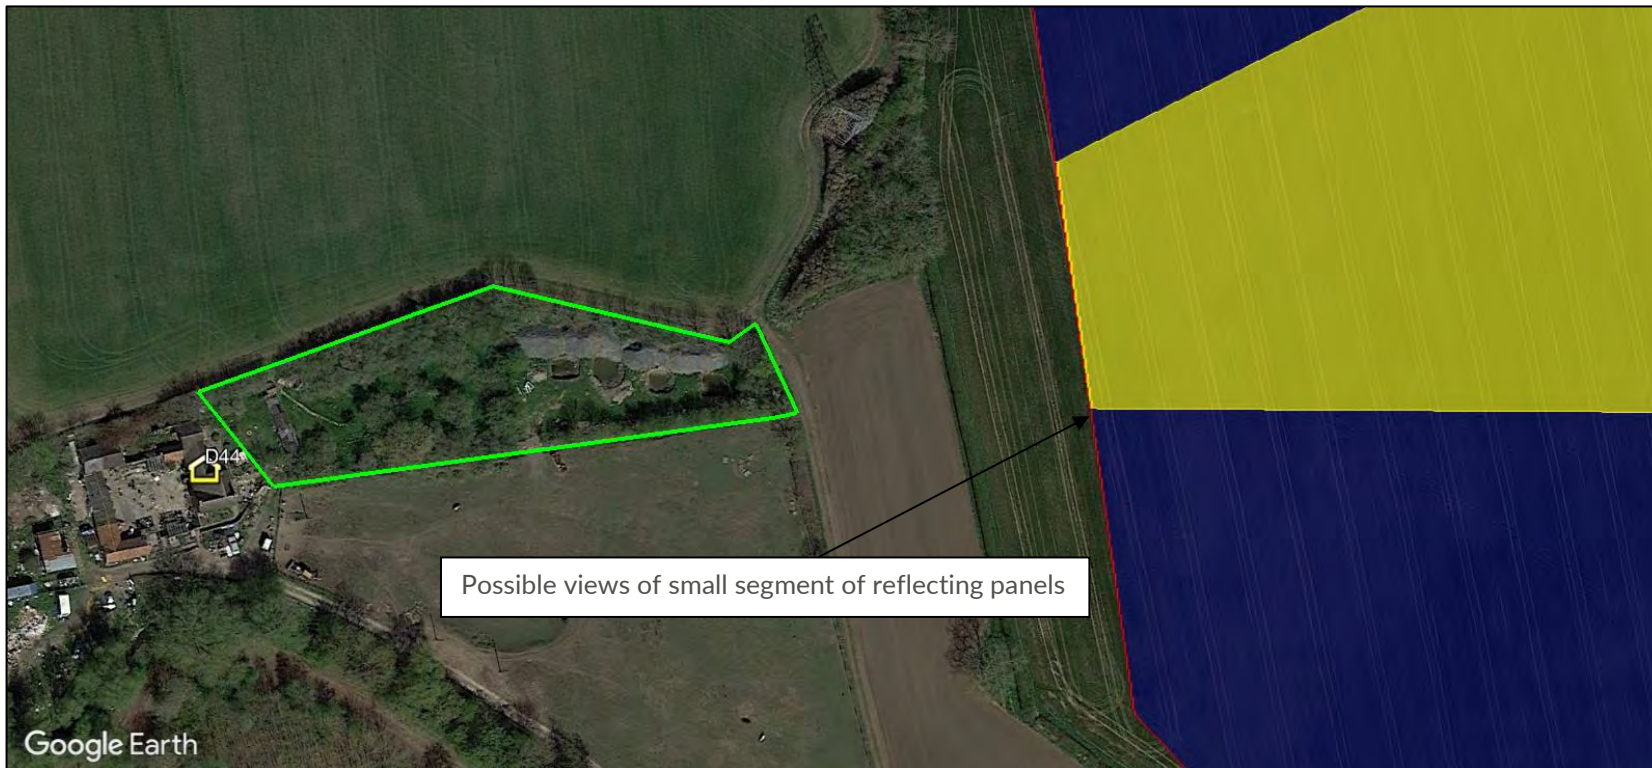 D44
Possible views of small segment of reflecting panels
Google Earth